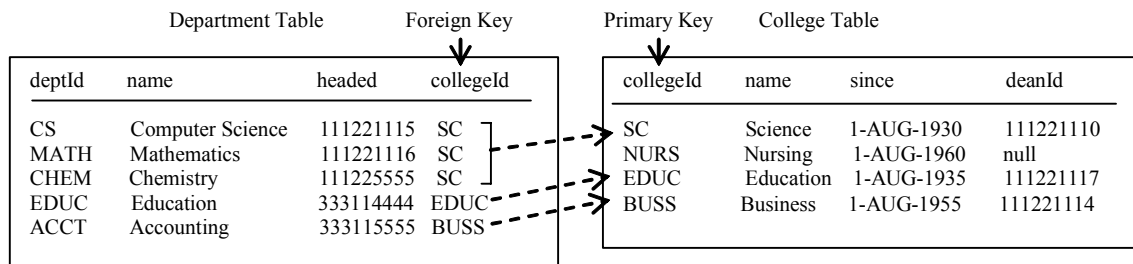 Department Table Foreign Key Primary Key College Table
deptId name headed collegeId
CS Computer Science 111221115 SC
MATH Mathematics 111221116 SC
CHEM Chemistry 111225555 SC
EDUC Education 333114444 EDUC
ACCT Accounting 333115555 BUSS
collegeId name since deanId
SC Science 1-AUG-1930 111221110
NURS Nursing 1-AUG-1960 null
EDUC Education 1-AUG-1935 111221117
BUSS Business 1-AUG-1955 111221114